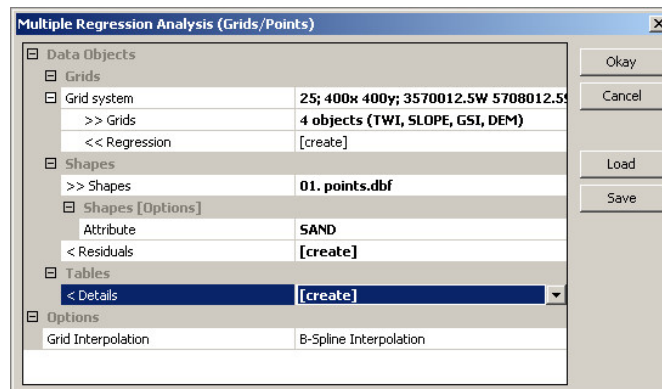 Multiple Regression Analysis (Grids/Points)
Data Objects
Grids
Grid system 25; 400x 400y; 3570012.5W 5708012.5S
>> Grids 4 objects (TWI, SLOPE, GSI, DEM)
<< Regression [create]
Shapes
>> Shapes 01. points.dbf
Shapes [Options]
Attribute SAND
< Residuals [create]
Tables
< Details [create]
Options
Grid Interpolation B-Spline Interpolation
Okay
Cancel
Load
Save